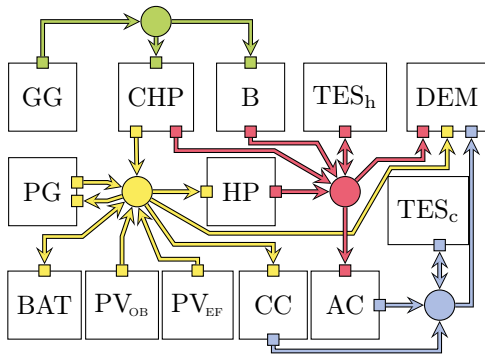 GG CHP B TESh DEM
PG HP TESc
BAT PVOB PVEF CC AC